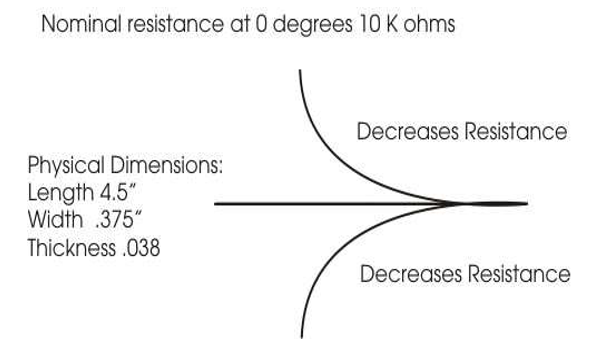 Nominal resistance at 0 degrees 10 K ohms
Decreases Resistance
Physical Dimensions:
Length 4.5”
Width .375”
Thickness .038
Decreases Resistance